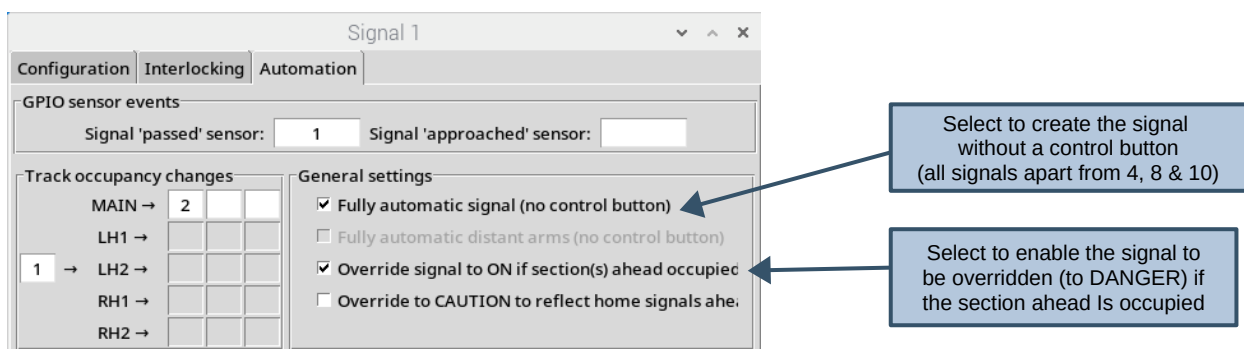 Signal 1
Configuration Interlocking Automation
GPIO sensor events
Signal 'passed' sensor: 1 Signal 'approached' sensor:
Track occupancy changes
MAIN → 2
LH1 →
1 → LH2 →
RH1 →
RH2 →
General settings
Fully automatic signal (no control button)
Fully automatic distant arms (no control button)
Override signal to ON if section(s) ahead occupied
Override to CAUTION to reflect home signals ahea
Select to create the signal
without a control button
(all signals apart from 4, 8 & 10)
Select to enable the signal to
be overridden (to DANGER) if
the section ahead Is occupied